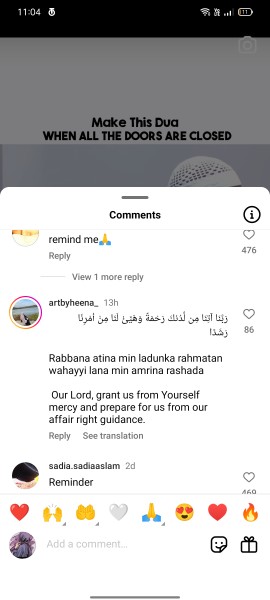 11:04
Make This Dua
WHEN ALL THE DOORS ARE CLOSED
Comments
remind me🙏
476
Reply
View 1 more reply
artbyheena_ 13h
رَبَّنَا آتِنَا مِن لَّدُنكَ رَحْمَةً وَهَيِّئْ لَنَا مِنْ أَمْرِنَا
رَشَدًا
86
Rabbana atina min ladunka rahmatan
wahayyi lana min amrina rashada
Our Lord, grant us from Yourself
mercy and prepare for us from our
affair right guidance.
Reply See translation
sadia.sadiaaslam 2d
Reminder
469
❤️ 🙌 🤲 🤍 🙏 😍 ♥️ 🔥
Add a comment...